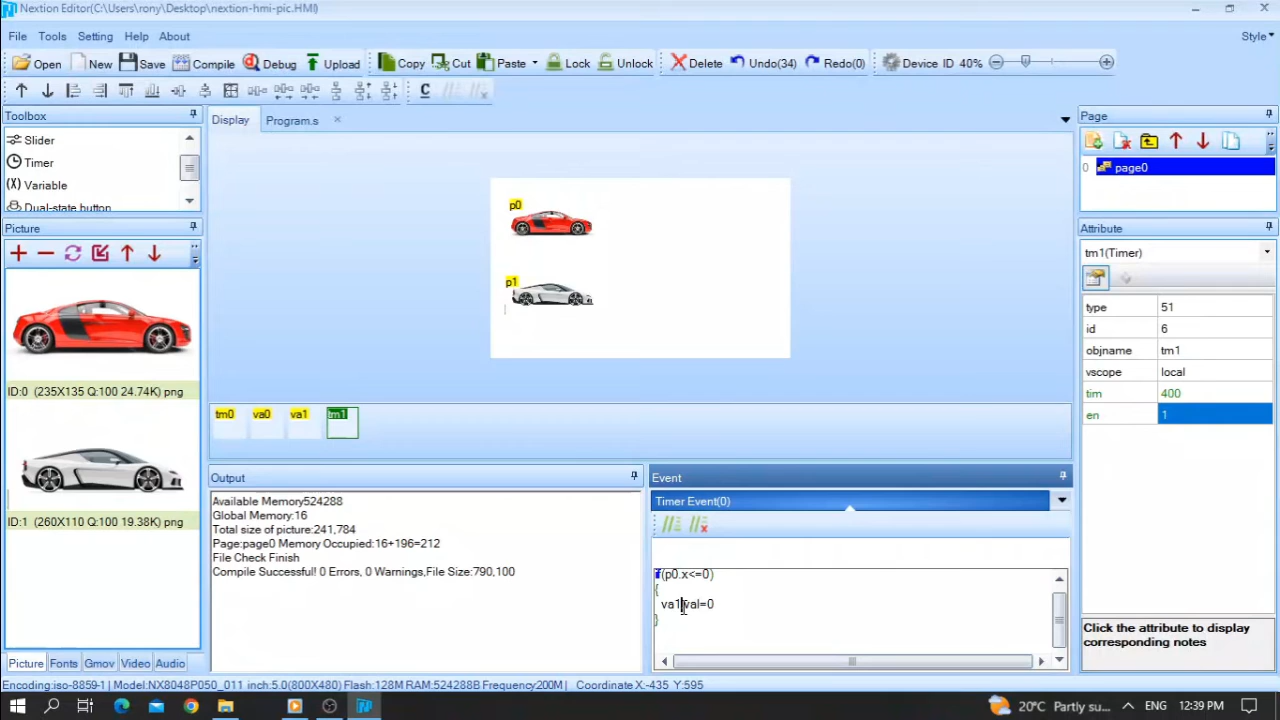 Nextion Editor(C:\Users\rony\Desktop\nextion-hmi-pic.HMI)
File Tools Setting Help About Style
Open New Save Compile Debug Upload Copy Cut Paste Lock Unlock Delete Undo(34) Redo(0) Device ID 40%
C
Toolbox
Slider
Timer
(X) Variable
Dual-state button
Picture
ID:0 (235X135 Q:100 24.74K) png
ID:1 (260X110 Q:100 19.38K) png
Picture Fonts Gmov Video Audio
Display Program.s
p0
p1
tm0 va0 va1 tm1
Output
Available Memory524288
Global Memory:16
Total size of picture:241,784
Page:page0 Memory Occupied:16+196=212
File Check Finish
Compile Successful! 0 Errors, 0 Warnings,File Size:790,100
Event
Timer Event(0)
if(p0.x<=0)
{
va1.val=0
}
Page
0 page0
Attribute
tm1(Timer)
type 51
id 6
objname tm1
vscope local
tim 400
en 1
Click the attribute to display
corresponding notes
Encoding:iso-8859-1 Model:NX8048P050_011 inch:5.0(800X480) Flash:128M RAM:524288B Frequency200M Coordinate X:-435 Y:595
20°C Partly su... ENG 12:39 PM